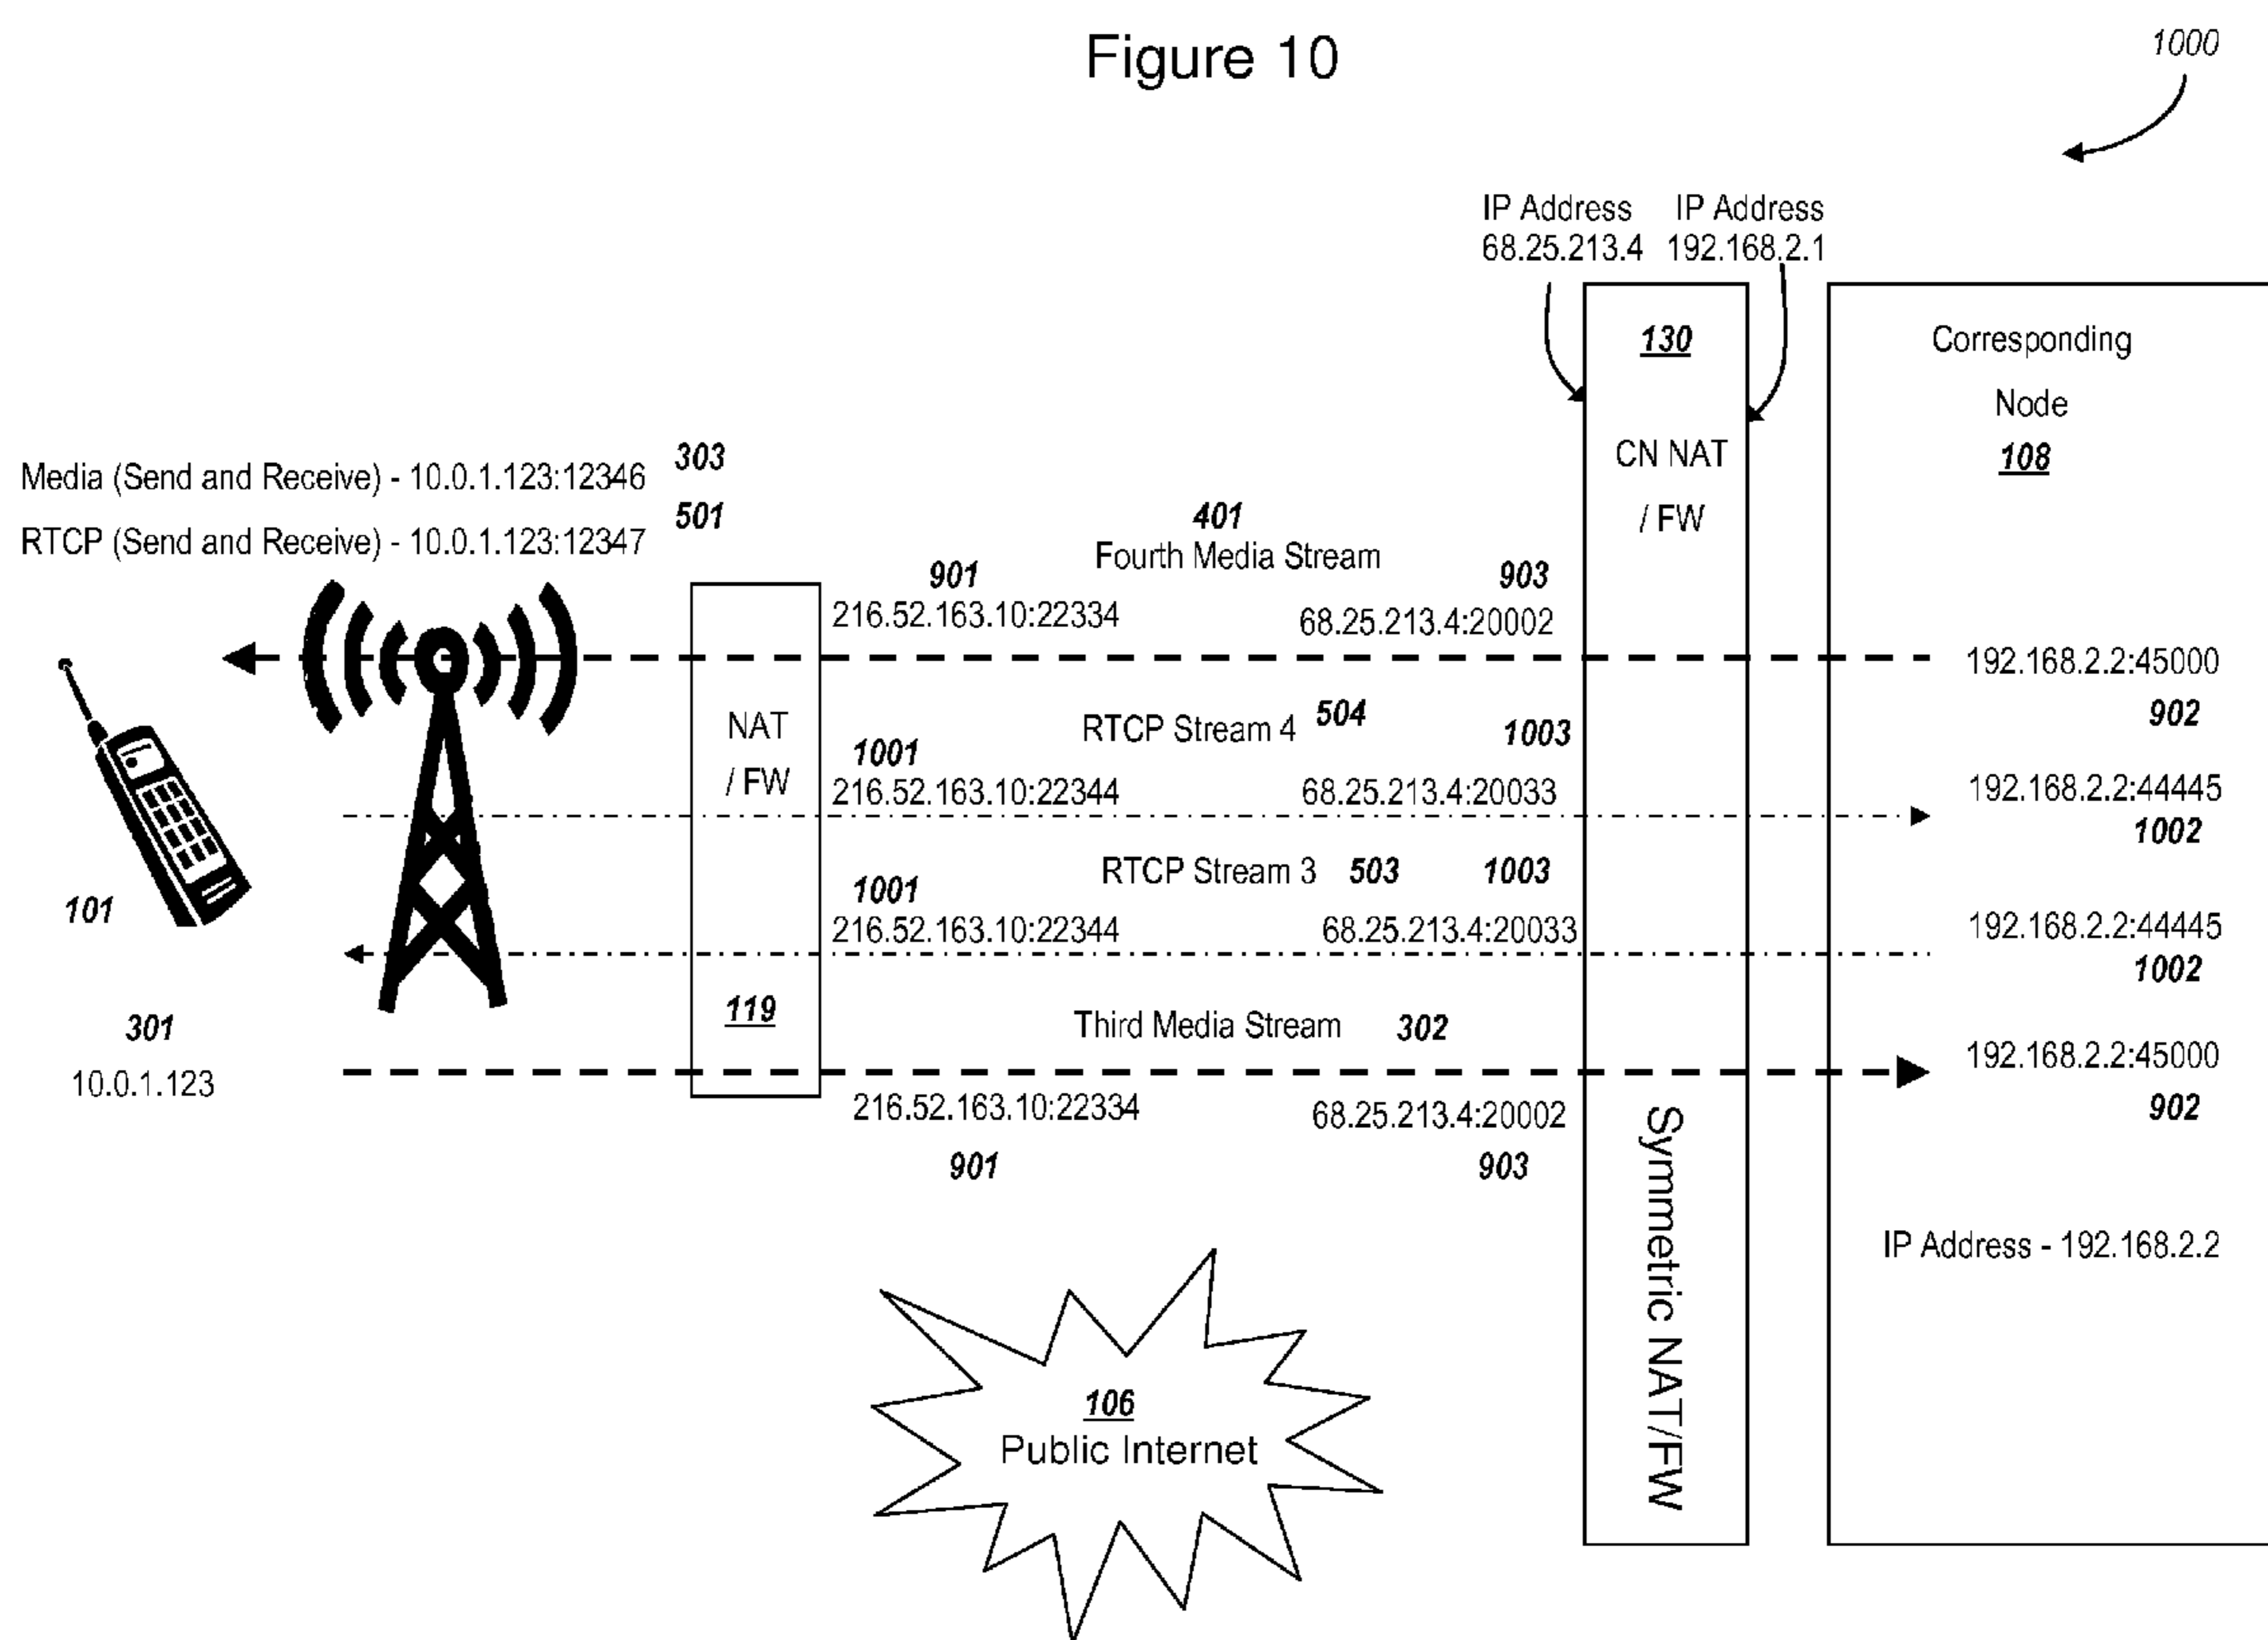 Figure 10
1000
IP Address IP Address
68.25.213.4 192.168.2.1
130
CN NAT
/ FW
Symmetric NAT/FW
Corresponding
Node
108
Media (Send and Receive) - 10.0.1.123:12346 303
RTCP (Send and Receive) - 10.0.1.123:12347 501
401
Fourth Media Stream
901 903
216.52.163.10:22334 68.25.213.4:20002
192.168.2.2:45000
902
NAT
/ FW
RTCP Stream 4 504
1001 1003
216.52.163.10:22344 68.25.213.4:20033
192.168.2.2:44445
1002
RTCP Stream 3 503 1003
1001
216.52.163.10:22344 68.25.213.4:20033
192.168.2.2:44445
1002
101
119
301
10.0.1.123
Third Media Stream 302
192.168.2.2:45000
902
216.52.163.10:22334 68.25.213.4:20002
901 903
IP Address - 192.168.2.2
106
Public Internet